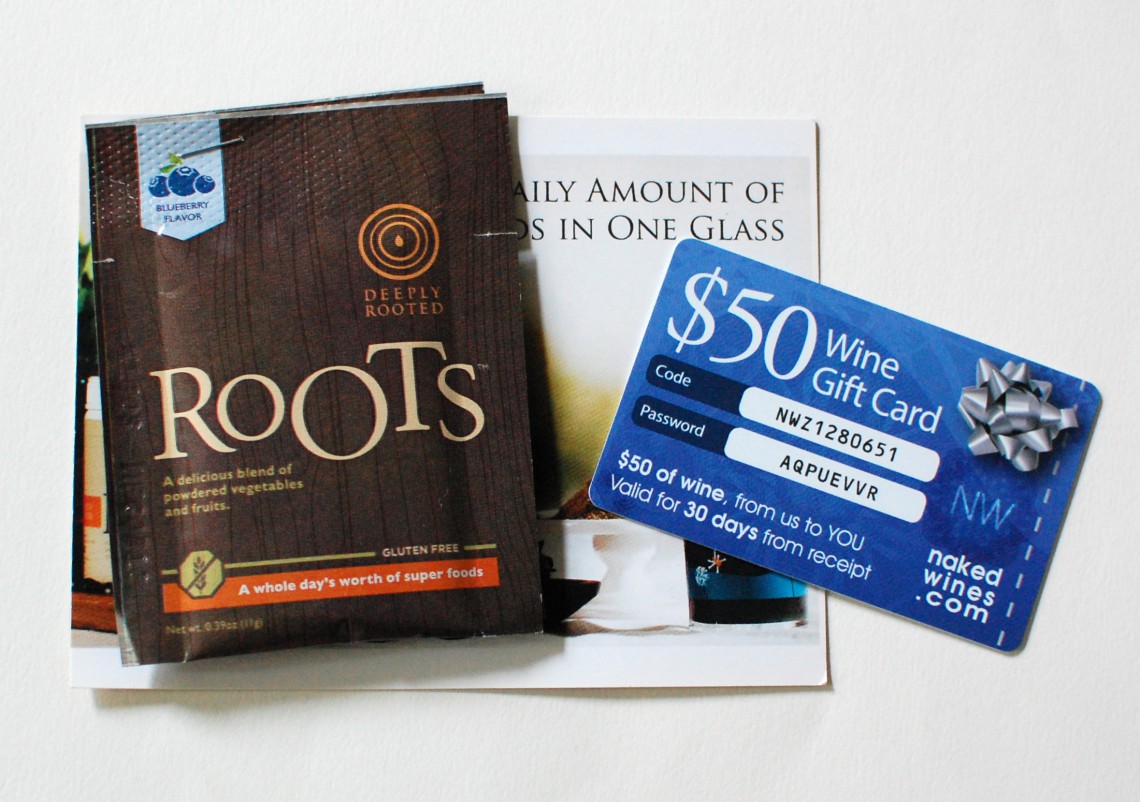 BLUEBERRY
FLAVOR
DEEPLY
ROOTED
ROOTS
A delicious blend of
powdered vegetables
and fruits.
GLUTEN FREE
A whole day's worth of super foods
Net wt. 0.39oz (11g)
AILY AMOUNT OF
DS IN ONE GLASS
$50 Wine
Gift Card
Code NWZ1280651
Password AQPUEVVR
$50 of wine, from us to YOU
Valid for 30 days from receipt
NW
naked
wines
.com